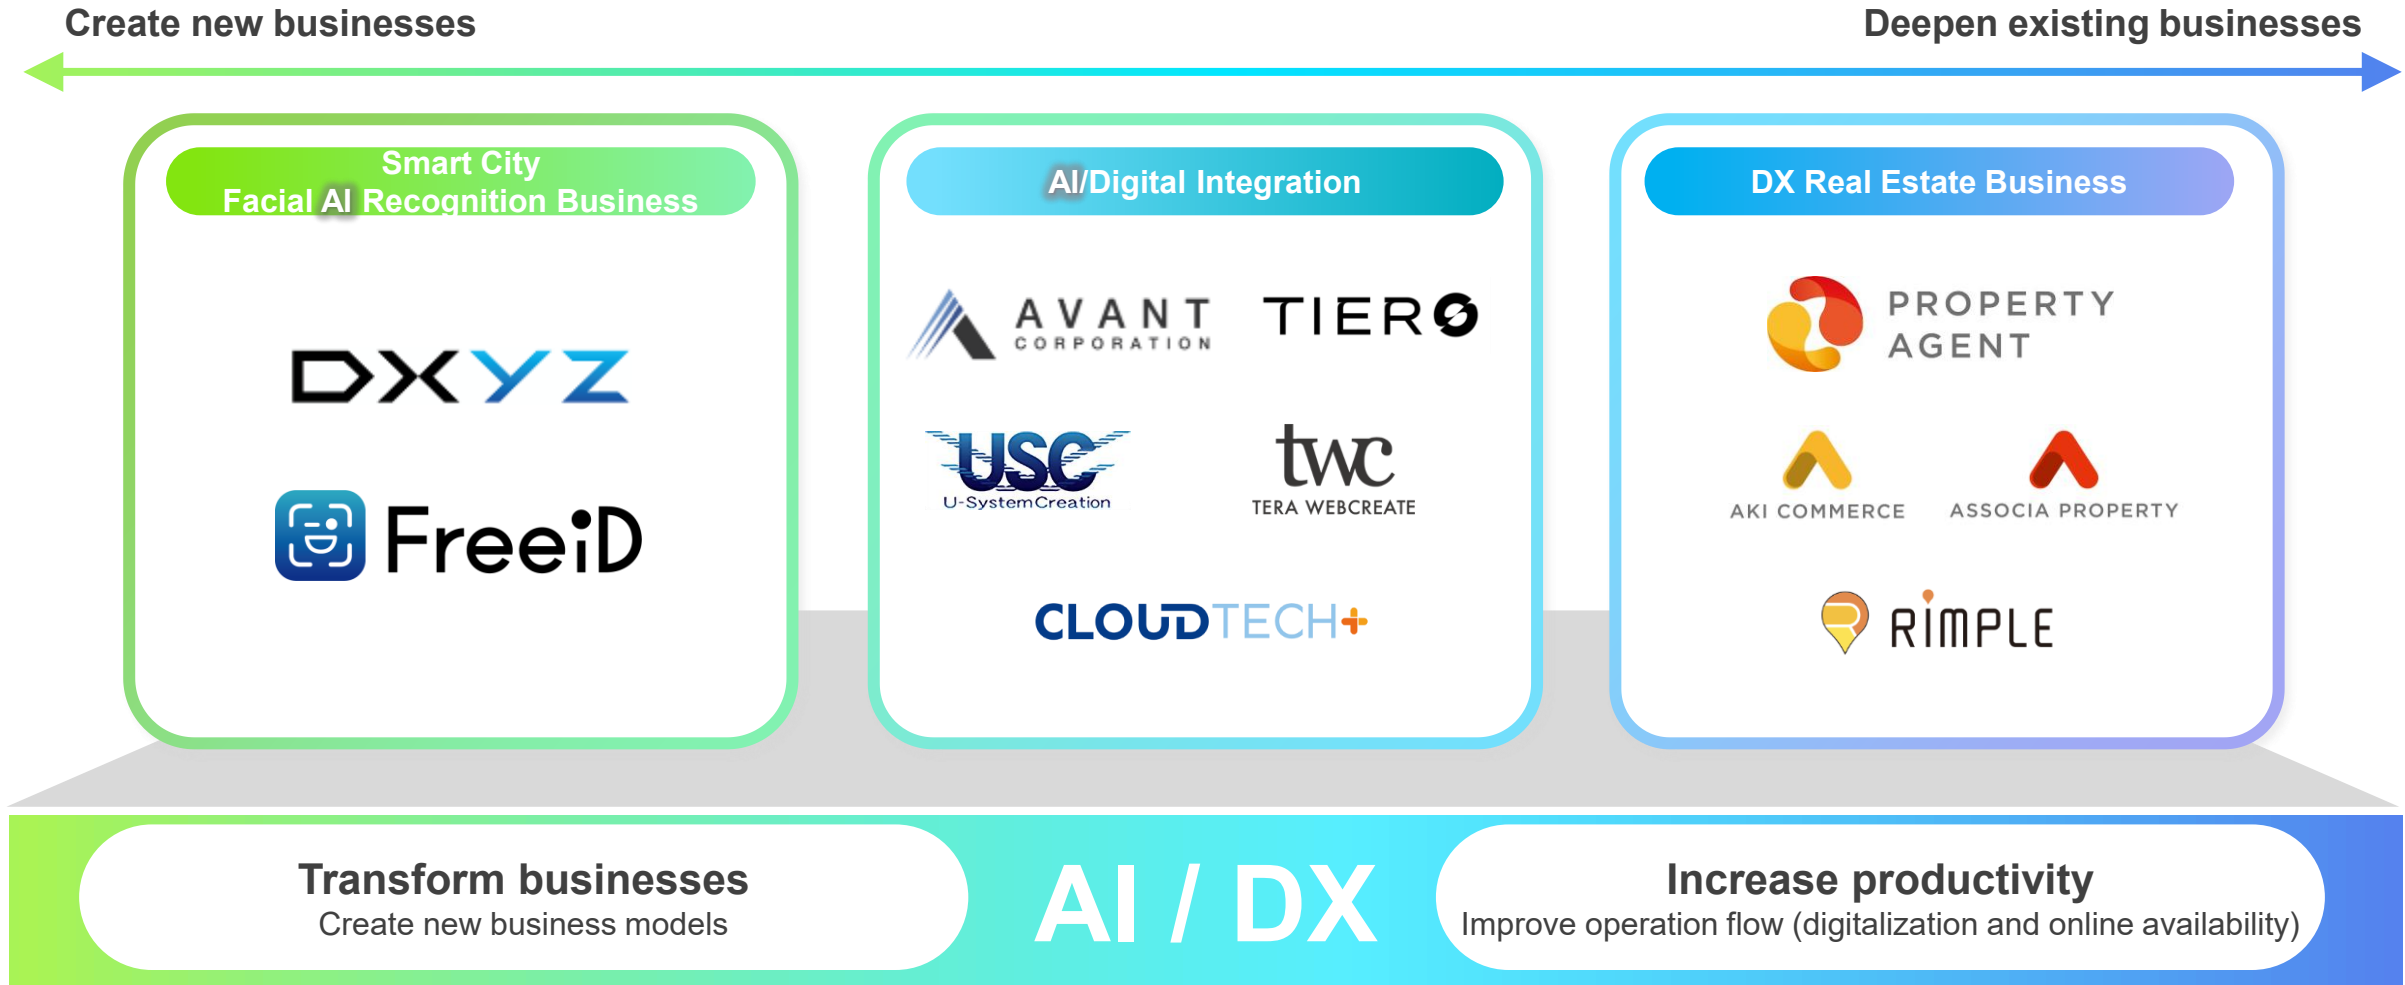 Create new businesses
Deepen existing businesses
Smart City
Facial AI Recognition Business
AI/Digital Integration
DX Real Estate Business
AVANT
CORPORATION
TIER
PROPERTY
AGENT
DXYZ
USC
U-SystemCreation
twc
TERA WEBCREATE
AKI COMMERCE
ASSOCIA PROPERTY
FreeiD
CLOUDTECH+
RIMPLE
Transform businesses
Create new business models
AI / DX
Increase productivity
Improve operation flow (digitalization and online availability)